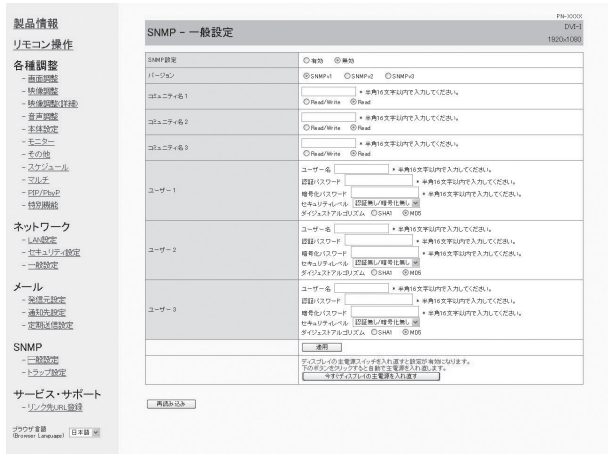 製品情報
リモコン操作
各種調整
- 画面調整
- 映像調整
- 映像調整(詳細)
- 音声調整
- 本体設定
- モニター
- その他
- スケジュール
- マルチ
- PIP/PbyP
- 特別機能
ネットワーク
- LAN設定
- セキュリティ設定
- 一般設定
メール
- 発信元設定
- 通知先設定
- 定期送信設定
SNMP
- 一般設定
- トラップ設定
サービス・サポート
- リンク先URL登録
ブラウザ言語
(Browser Language) 日本語
PN-XXXX
SNMP - 一般設定 DVI-1
1920x1080
SNMP設定 有効 無効
バージョン SNMPv1 SNMPv2 SNMPv3
コミュニティ名1 * 半角16文字以内で入力してください。
Read/Write Read
コミュニティ名2 * 半角16文字以内で入力してください。
Read/Write Read
コミュニティ名3 * 半角16文字以内で入力してください。
Read/Write Read
ユーザー1
ユーザー名 * 半角16文字以内で入力してください。
認証パスワード * 半角16文字以内で入力してください。
暗号化パスワード * 半角16文字以内で入力してください。
セキュリティレベル 認証無し/暗号化無し
ダイジェストアルゴリズム SHA1 MD5
ユーザー2
ユーザー名 * 半角16文字以内で入力してください。
認証パスワード * 半角16文字以内で入力してください。
暗号化パスワード * 半角16文字以内で入力してください。
セキュリティレベル 認証無し/暗号化無し
ダイジェストアルゴリズム SHA1 MD5
ユーザー3
ユーザー名 * 半角16文字以内で入力してください。
認証パスワード * 半角16文字以内で入力してください。
暗号化パスワード * 半角16文字以内で入力してください。
セキュリティレベル 認証無し/暗号化無し
ダイジェストアルゴリズム SHA1 MD5
適用
ディスプレイの主電源スイッチを入れ直すと設定が有効になります。
下のボタンをクリックすると自動で主電源を入れ直します。
今すぐディスプレイの主電源を入れ直す
再読み込み